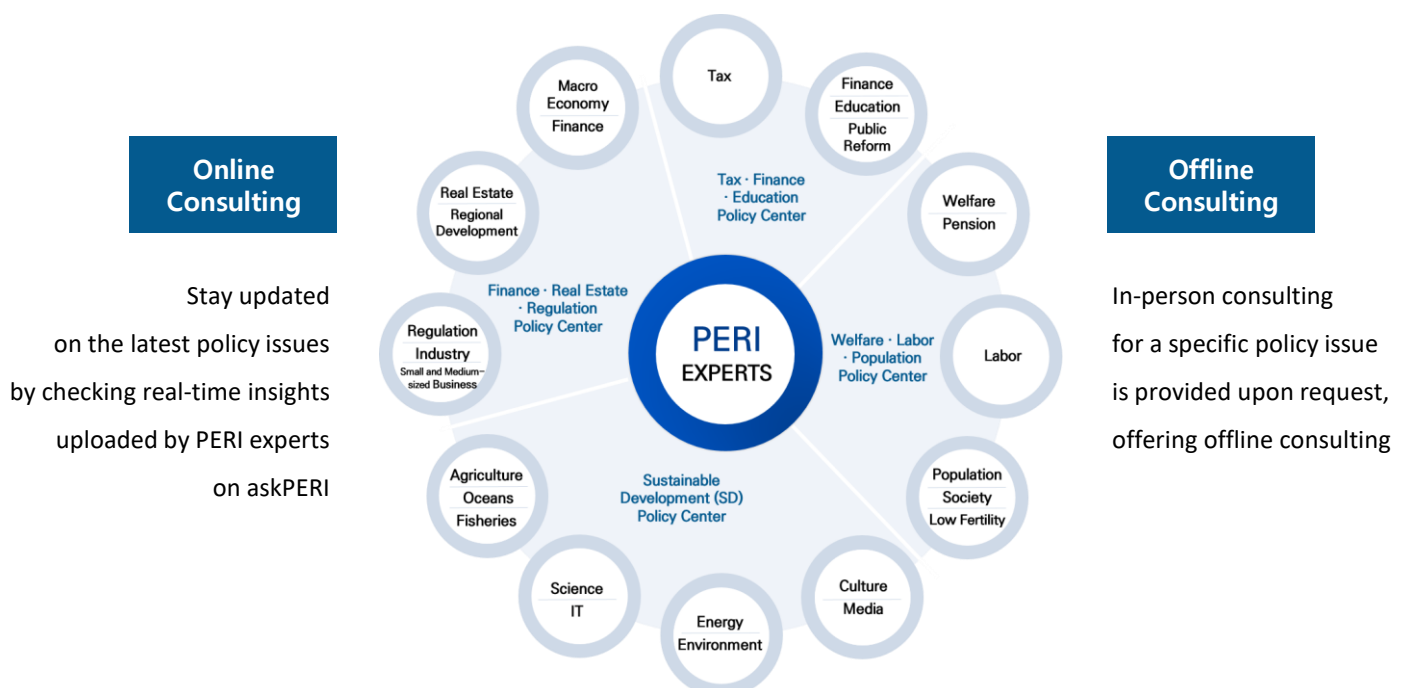 Online
Consulting
Stay updated
on the latest policy issues
by checking real-time insights
uploaded by PERI experts
on askPERI
Tax
Finance
Education
Public
Reform
Macro
Economy
Finance
Tax · Finance
· Education
Policy Center
Real Estate
Regional
Development
Welfare
Pension
Finance · Real Estate
· Regulation
Policy Center
PERI
EXPERTS
Welfare · Labor
· Population
Policy Center
Regulation
Industry
Small and Medium-
sized Business
Labor
Agriculture
Oceans
Fisheries
Sustainable
Development (SD)
Policy Center
Population
Society
Low Fertility
Science
IT
Culture
Media
Energy
Environment
Offline
Consulting
In-person consulting
for a specific policy issue
is provided upon request,
offering offline consulting